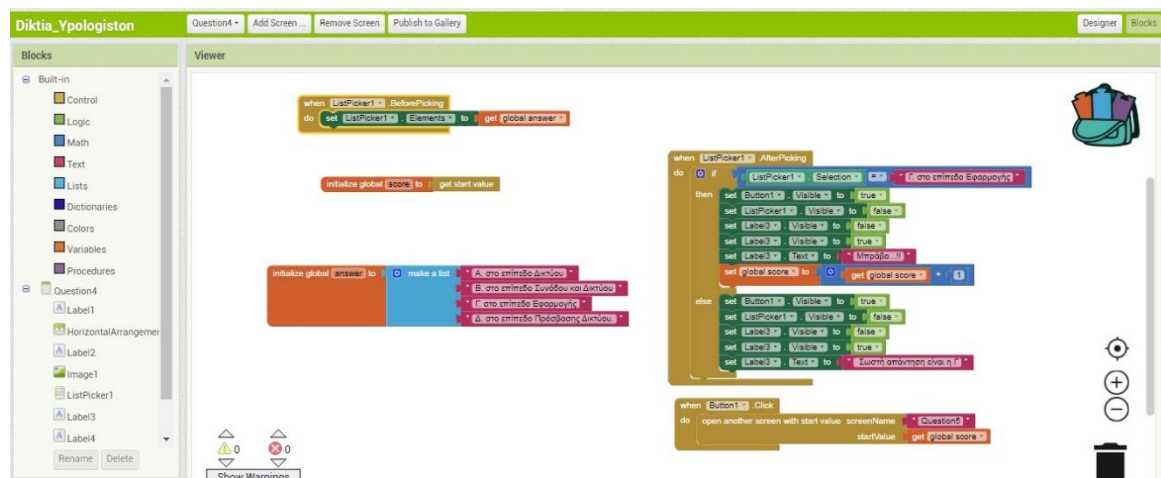 Diktia_Ypologiston
Question4
Add Screen ...
Remove Screen
Publish to Gallery
Designer
Blocks
Blocks
Viewer
Built-in
Control
Logic
Math
Text
Lists
Dictionaries
Colors
Variables
Procedures
Question4
Label1
HorizontalArrangemer
Label2
Image1
ListPicker1
Label3
Label4
Rename
Delete
when ListPicker1 .BeforePicking
do set ListPicker1 . Elements to get global answer
initialize global score to get start value
initialize global answer to make a list " Α. στο επίπεδο Δικτύου "
" Β. στο επίπεδο Συνόδου και Δικτύου "
" Γ. στο επίπεδο Εφαρμογής "
" Δ. στο επίπεδο Πρόσβασης Δικτύου. "
when ListPicker1 .AfterPicking
do if ListPicker1 . Selection = " Γ. στο επίπεδο Εφαρμογής "
then set Button1 . Visible to true
set ListPicker1 . Visible to false
set Label3 . Visible to false
set Label3 . Visible to true
set Label3 . Text to " Μπράβο...!! "
set global score to get global score + 1
else set Button1 . Visible to true
set ListPicker1 . Visible to false
set Label3 . Visible to false
set Label3 . Visible to true
set Label3 . Text to " Σωστή απάντηση είναι η Γ "
when Button1 .Click
do open another screen with start value screenName " Question5 "
startValue get global score
0
0
Show Warnings